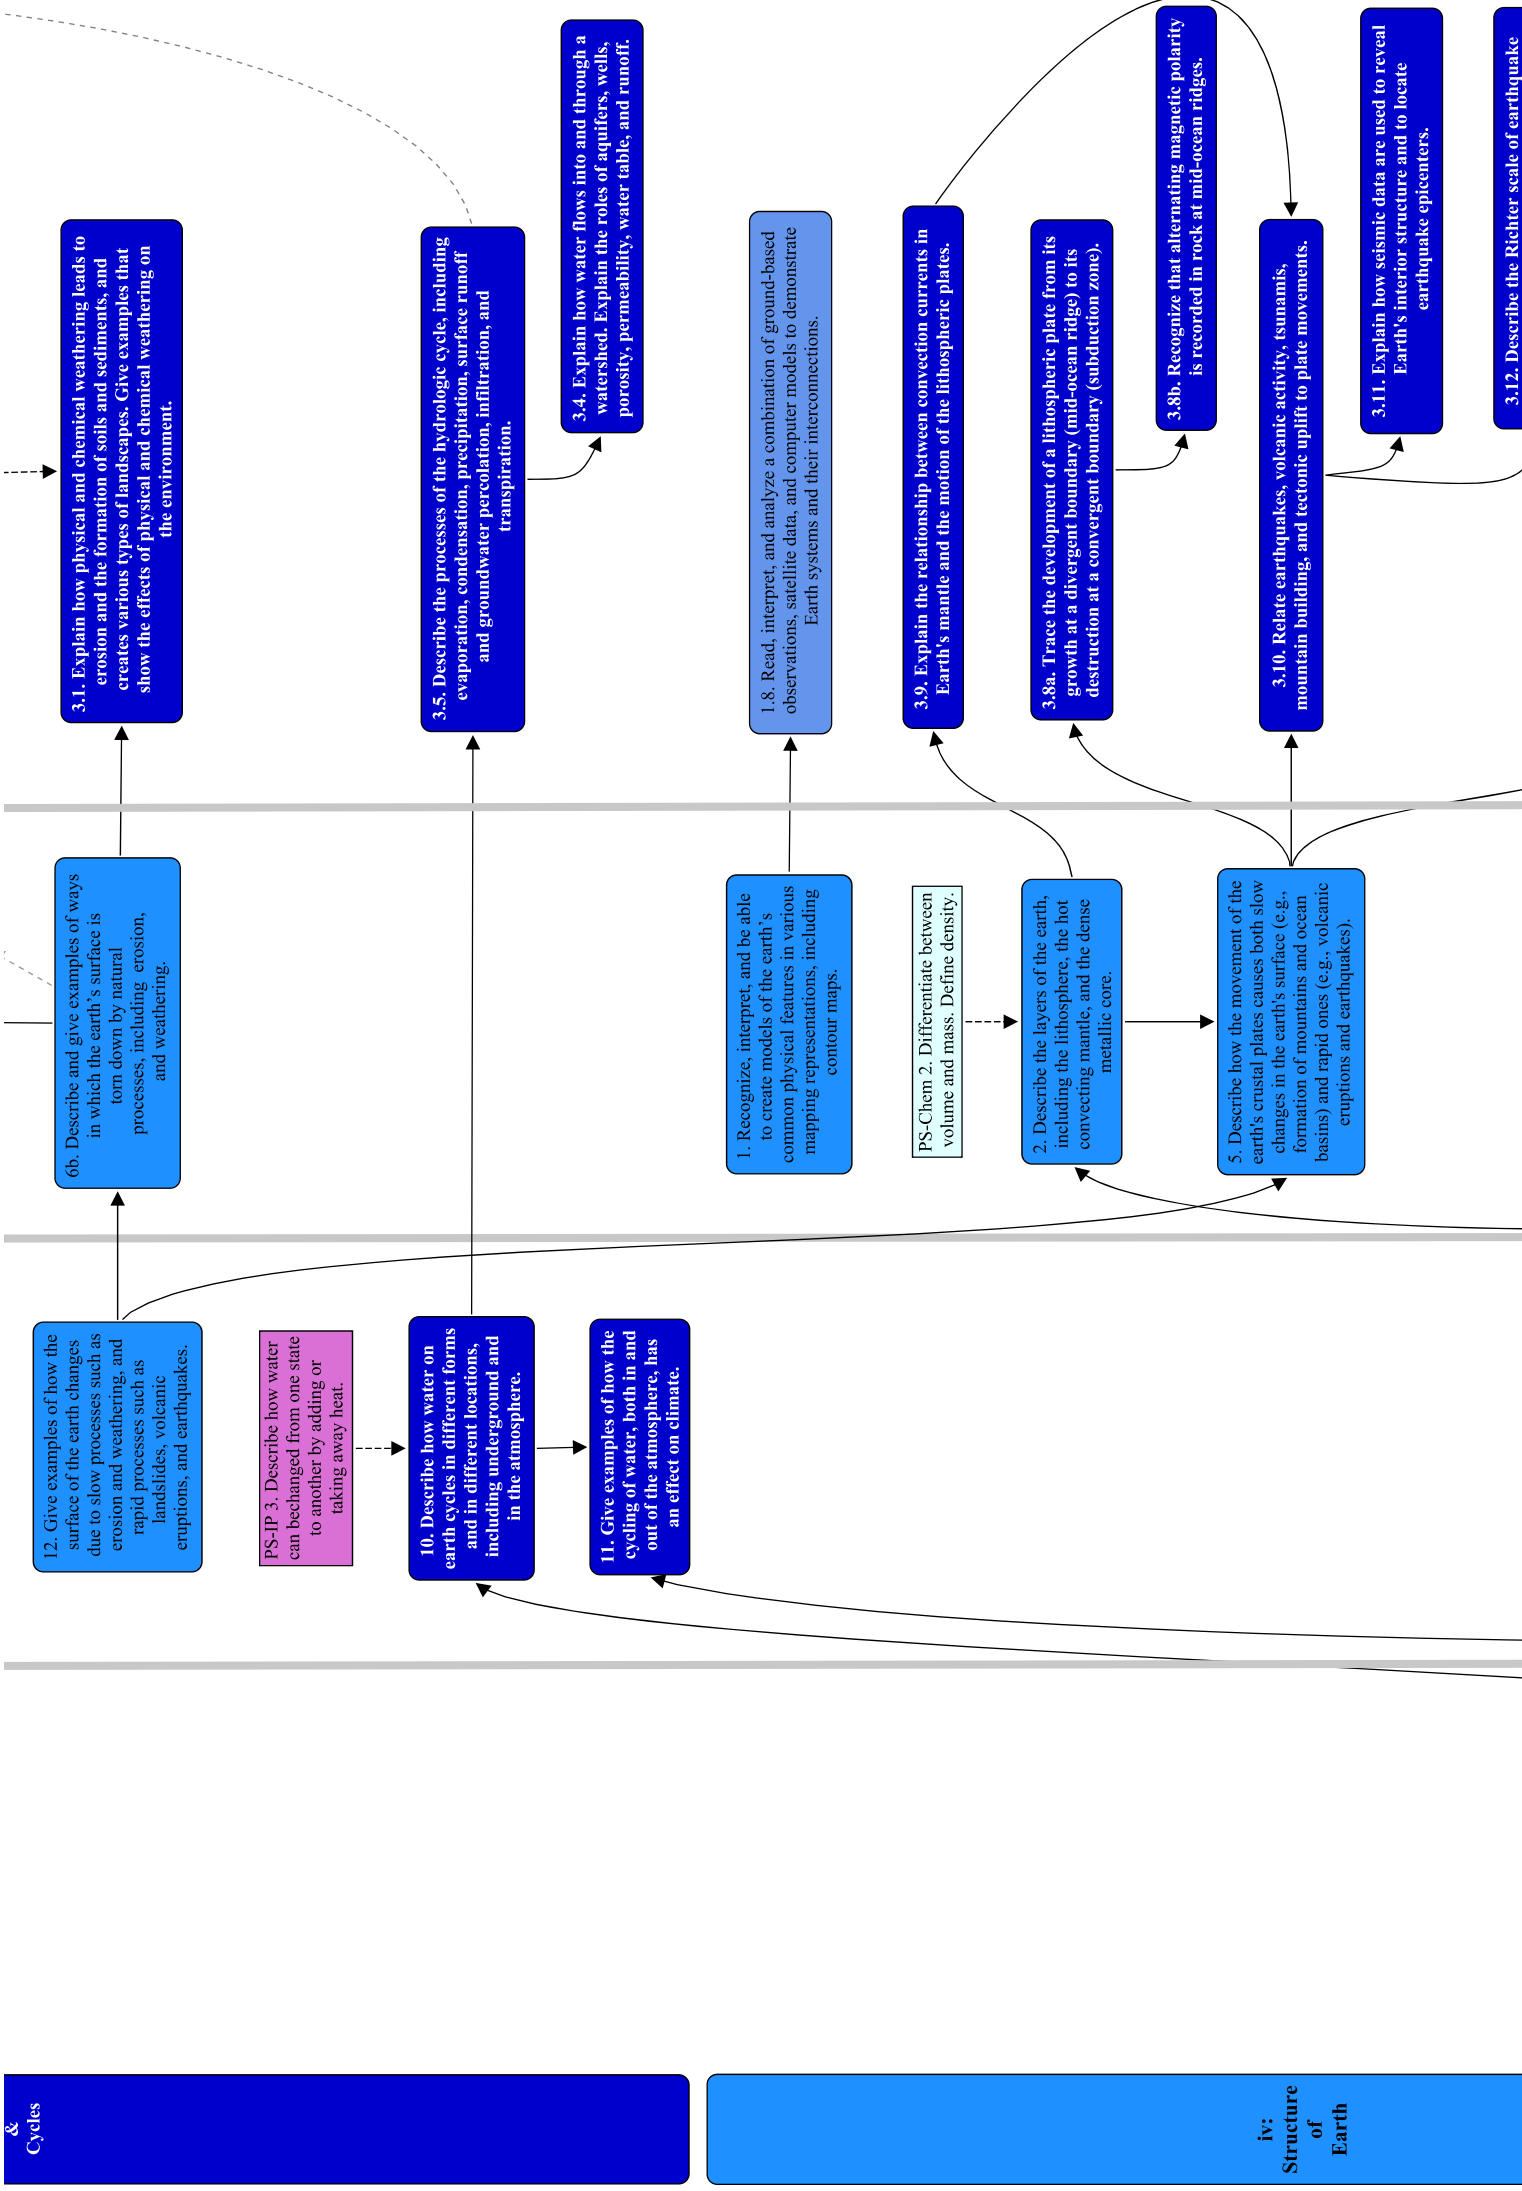 &
Cycles
12. Give examples of how the
surface of the earth changes
due to slow processes such as
erosion and weathering, and
rapid processes such as
landslides, volcanic
eruptions, and earthquakes.
6b. Describe and give examples of ways
in which the earth’s surface is
torn down by natural
processes, including erosion,
and weathering.
3.1. Explain how physical and chemical weathering leads to
erosion and the formation of soils and sediments, and
creates various types of landscapes. Give examples that
show the effects of physical and chemical weathering on
the environment.
PS-IP 3. Describe how water
can bechanged from one state
to another by adding or
taking away heat.
10. Describe how water on
earth cycles in different forms
and in different locations,
including underground and
in the atmosphere.
3.5. Describe the processes of the hydrologic cycle, including
evaporation, condensation, precipitation, surface runoff
and groundwater percolation, infiltration, and
transpiration.
11. Give examples of how the
cycling of water, both in and
out of the atmosphere, has
an effect on climate.
3.4. Explain how water flows into and through a
watershed. Explain the roles of aquifers, wells,
porosity, permeability, water table, and runoff.
iv:
Structure
of
Earth
1. Recognize, interpret, and be able
to create models of the earth’s
common physical features in various
mapping representations, including
contour maps.
1.8. Read, interpret, and analyze a combination of ground-based
observations, satellite data, and computer models to demonstrate
Earth systems and their interconnections.
PS-Chem 2. Differentiate between
volume and mass. Define density.
3.9. Explain the relationship between convection currents in
Earth's mantle and the motion of the lithospheric plates.
2. Describe the layers of the earth,
including the lithosphere, the hot
convecting mantle, and the dense
metallic core.
3.8a. Trace the development of a lithospheric plate from its
growth at a divergent boundary (mid-ocean ridge) to its
destruction at a convergent boundary (subduction zone).
3.8b. Recognize that alternating magnetic polarity
is recorded in rock at mid-ocean ridges.
5. Describe how the movement of the
earth's crustal plates causes both slow
changes in the earth's surface (e.g.,
formation of mountains and ocean
basins) and rapid ones (e.g., volcanic
eruptions and earthquakes).
3.10. Relate earthquakes, volcanic activity, tsunamis,
mountain building, and tectonic uplift to plate movements.
3.11. Explain how seismic data are used to reveal
Earth's interior structure and to locate
earthquake epicenters.
3.12. Describe the Richter scale of earthquake